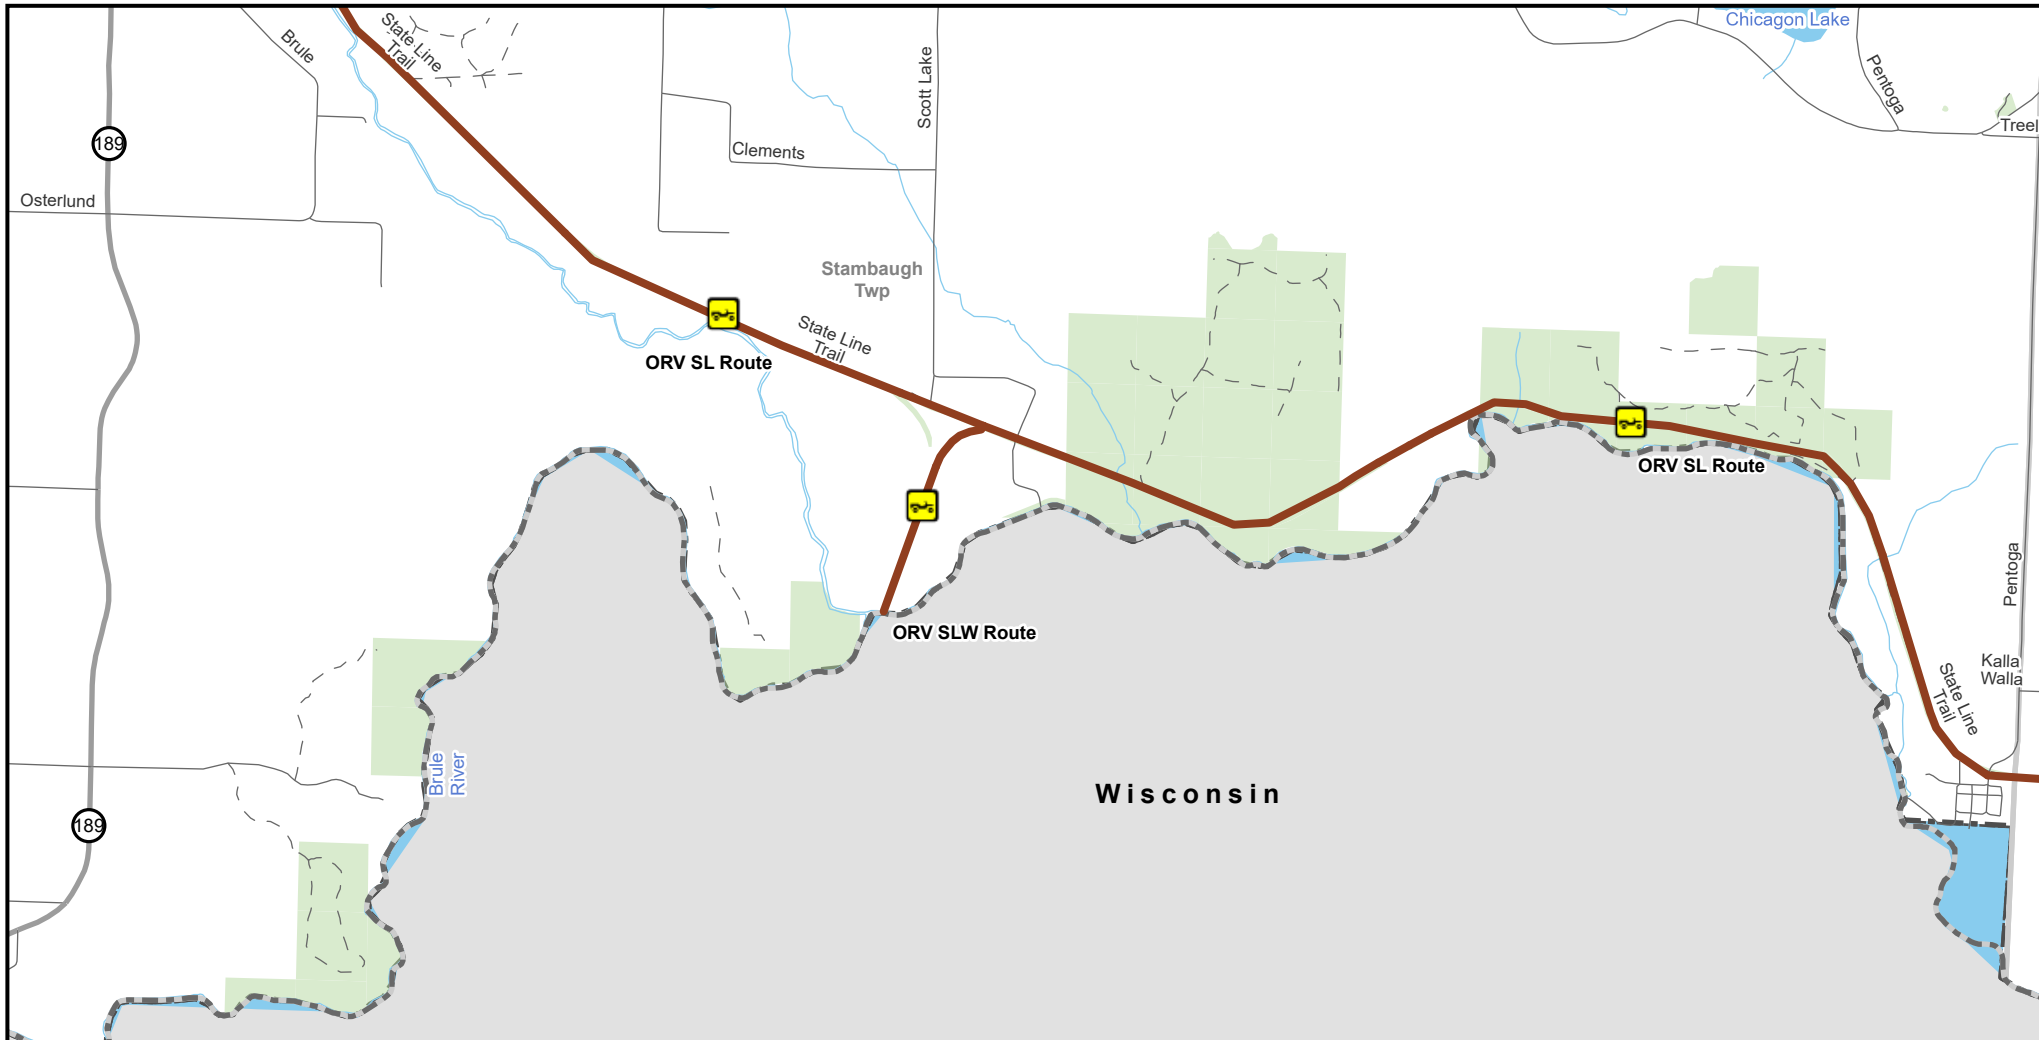 Chicagon Lake
State Line
Trail
Brule
Scott Lake
Pentoga
Treel
189
Clements
Osterlund
Stambaugh
Twp
State Line
Trail
ORV SL Route
ORV SL Route
Pentoga
ORV SLW Route
Kalla
Walla
State Line
Trail
Brule
River
Wisconsin
189